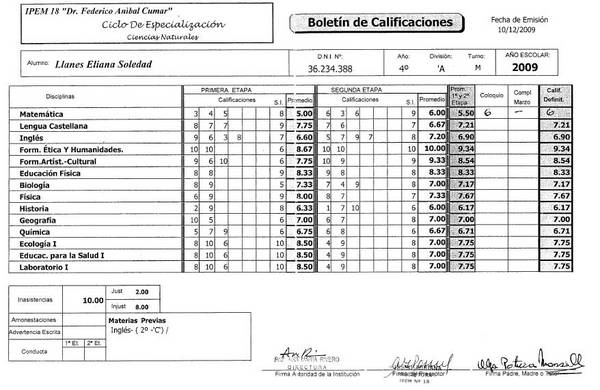 IPEM 18 "Dr. Federico Anibal Cumar"
Ciclo De Especialización
Ciencias Naturales
Boletín de Calificaciones
Fecha de Emisión
10/12/2009
Alumno: Llanes Eliana Soledad
D.N.I. Nº: 36.234.388
Año: 4º
División: 'A
Turno: M
AÑO ESCOLAR: 2009
Disciplinas
PRIMERA ETAPA
Calificaciones S.I. Promedio
SEGUNDA ETAPA
Calificaciones S.I. Promedio
Prom. 1ª y 2ª Etapa
Coloquio
Compl Marzo
Calif. Definit.
Matemática 3 4 5 8 5.00 6 3 6 9 6.00 5.50 6 - 6
Lengua Castellana 8 7 7 9 7.75 7 6 7 6.67 7.21 7.21
Inglés 9 6 3 8 7 6.60 5 7 9 7 8 7.20 6.90 6.90
Form. Ética Y Humanidades. 10 10 6 8.67 10 10 10 10.00 9.34 9.34
Form.Artíst.-Cultural 9 6 10 6 7.75 10 9 9 9.33 8.54 8.54
Educación Física 8 8 9 8.33 9 8 8 8.33 8.33 8.33
Biología 8 9 5 7.33 7 4 9 8 7.00 7.17 7.17
Física 6 9 9 8.00 8 7 7 7.33 7.67 7.67
Historia 2 9 8 6.33 1 7 10 6 6.00 6.17 6.17
Geografía 10 5 6 7.00 6 7 8 7.00 7.00 7.00
Química 5 7 9 6 6.75 6 8 6 6.67 6.71 6.71
Ecología I 8 10 6 10 8.50 4 9 8 7.00 7.75 7.75
Educac. para la Salud I 8 10 6 10 8.50 4 9 8 7.00 7.75 7.75
Laboratorio I 8 10 6 10 8.50 4 9 8 7.00 7.75 7.75
Inasistencias 10.00
Just 2.00
Injust 8.00
Amonestaciones
Advertencia Escrita
1ª Et. 2ª Et.
Conducta
Materias Previas
Inglés- ( 2º -'C') /
RIVERO
DIRECTORA
Firma Autoridad de la Institución
Firma del Preceptor
IPEM Nº 18
Firma Padre, Madre o Tutor